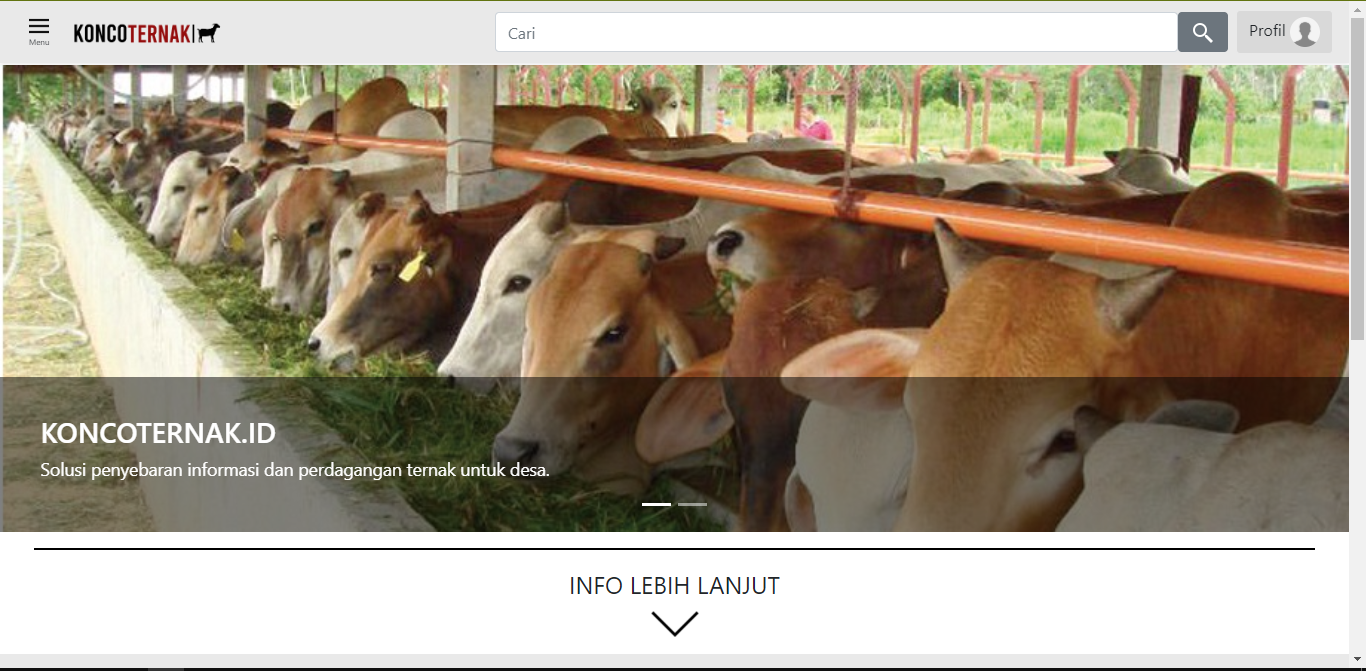 Menu
KONCOTERNAK
Cari
Profil
KONCOTERNAK.ID
Solusi penyebaran informasi dan perdagangan ternak untuk desa.
INFO LEBIH LANJUT